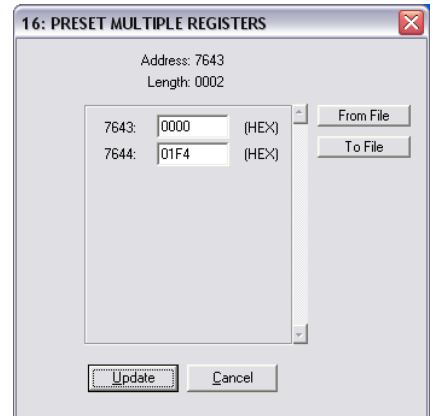 16: PRESET MULTIPLE REGISTERS
Address: 7643
Length: 0002
7643: 0000 (HEX)
7644: 01F4 (HEX)
From File
To File
Update Cancel